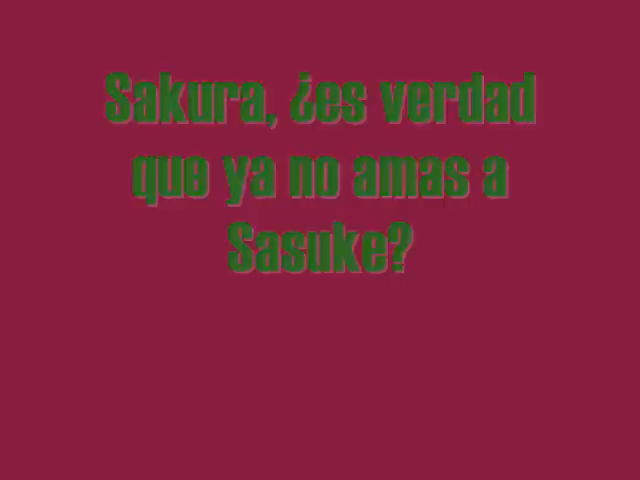 Sakura, ¿es verdad
que ya no amas a
Sasuke?